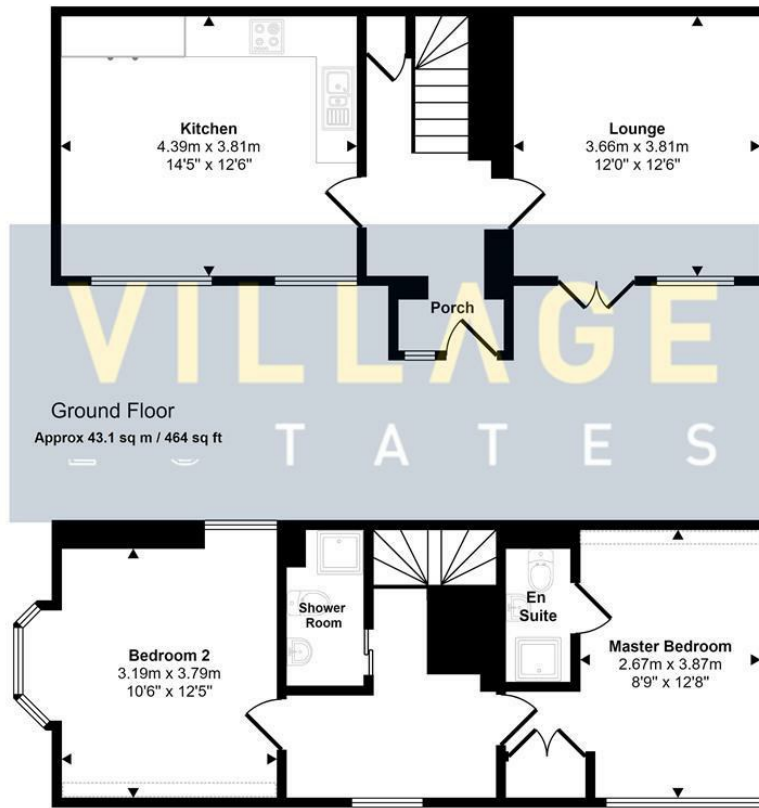 Kitchen
4.39m x 3.81m
14'5" x 12'6"
Lounge
3.66m x 3.81m
12'0" x 12'6"
Porch
VILLAGE
Ground Floor
Approx 43.1 sq m / 464 sq ft
ESTATES
Shower
Room
En
Suite
Bedroom 2
3.19m x 3.79m
10'6" x 12'5"
Master Bedroom
2.67m x 3.87m
8'9" x 12'8"